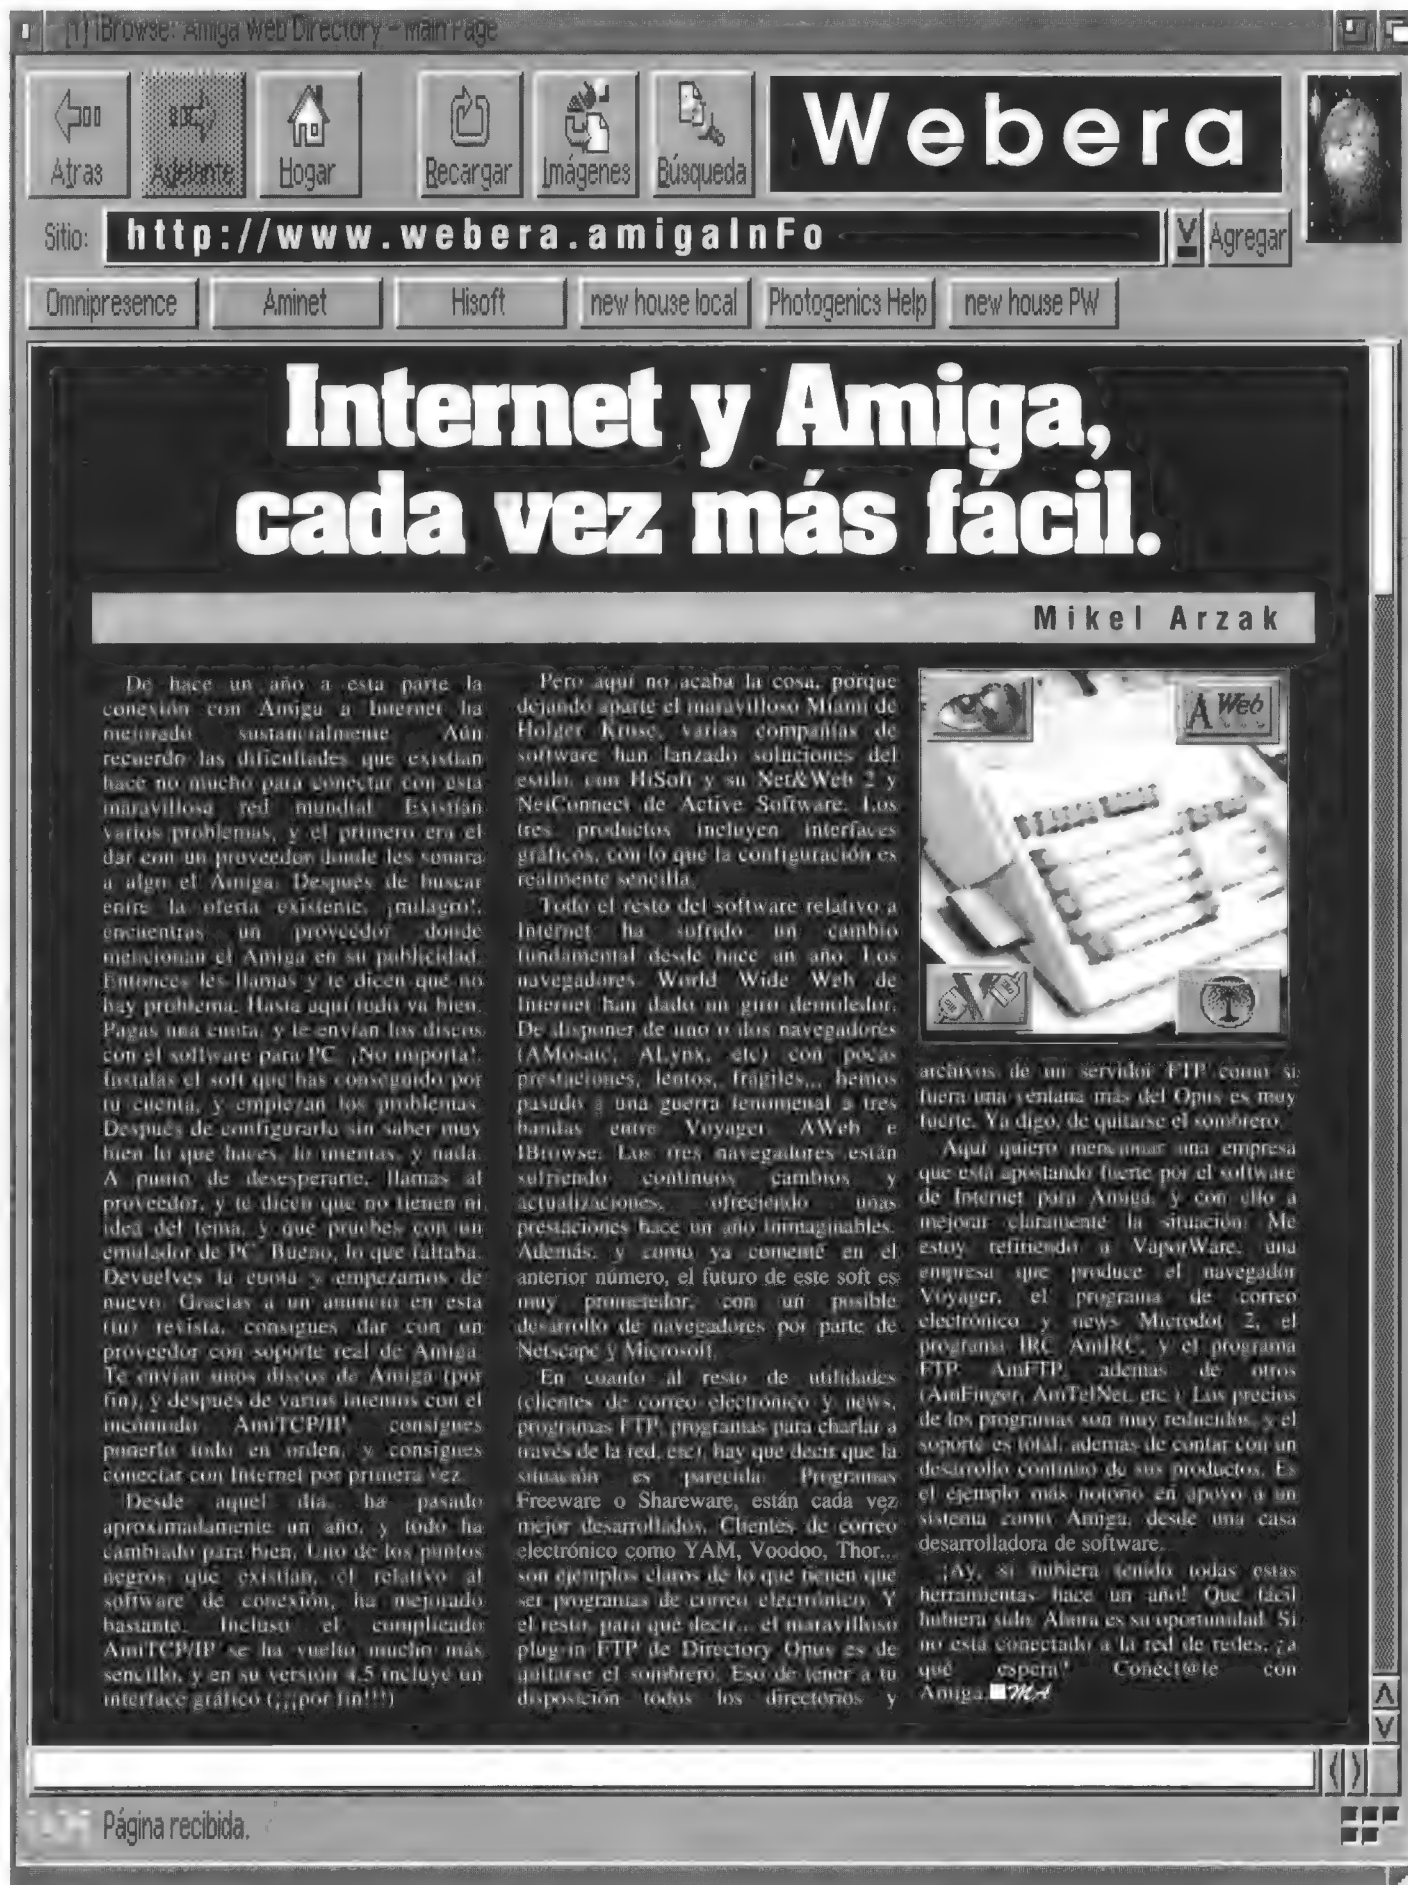 [1] IBrowse: Amiga Web Directory – Main Page
Atras
Adelante
Hogar
Recargar
Imágenes
Búsqueda
Webera
Sitio:
http://www.webera.amigaInFo
Agregar
Omnipresence
Aminet
Hisoft
new house local
Photogenics Help
new house PW
Internet y Amiga,
cada vez más fácil.
Mikel Arzak
De hace un año a esta parte la
conexión con Amiga a Internet ha
mejorado sustancialmente. Aún
recuerdo las dificultades que existían
hace no mucho para conectar con esta
maravillosa red mundial. Existían
varios problemas, y el primero era el
dar con un proveedor donde les sonara
a algo el Amiga. Después de buscar
entre la oferta existente, ¡milagro!,
encuentras un proveedor donde
mencionan el Amiga en su publicidad.
Entonces les llamas y te dicen que no
hay problema. Hasta aquí todo va bien.
Pagas una cuota, y te envían los discos
con el software para PC. ¡No importa!.
Instalas el soft que has conseguido por
tu cuenta, y empiezan los problemas.
Después de configurarlo sin saber muy
bien lo que haces, lo intentas, y nada.
A punto de desesperarte, llamas al
proveedor, y te dicen que no tienen ni
idea del tema, y que pruebes con un
emulador de PC. Bueno, lo que faltaba.
Devuelves la cuota y empezamos de
nuevo. Gracias a un anuncio en esta
(tu) revista, consigues dar con un
proveedor con soporte real de Amiga.
Te envían unos discos de Amiga (por
fin), y después de varios intentos con el
incómodo AmiTCP/IP, consigues
ponerlo todo en orden, y consigues
conectar con Internet por primera vez.
Desde aquel día, ha pasado
aproximadamente un año, y todo ha
cambiado para bien. Uno de los puntos
negros que existían, el relativo al
software de conexión, ha mejorado
bastante. Incluso el complicado
AmiTCP/IP se ha vuelto mucho más
sencillo, y en su versión 4.5 incluye un
interface gráfico (¡¡¡¡por fin!!!!)
Pero aquí no acaba la cosa, porque
dejando aparte el maravilloso Miami de
Holger Kruse, varias compañías de
software han lanzado soluciones del
estilo, con HiSoft y su Net&Web 2 y
NetConnect de Active Software. Los
tres productos incluyen interfaces
gráficos, con lo que la configuración es
realmente sencilla.
Todo el resto del software relativo a
Internet ha sufrido un cambio
fundamental desde hace un año. Los
navegadores World Wide Web de
Internet han dado un giro demoledor.
De disponer de uno o dos navegadores
(AMosaic, ALynx, etc) con pocas
prestaciones, lentos, frágiles... hemos
pasado a una guerra fenomenal a tres
bandas entre Voyager, AWeb e
IBrowse. Los tres navegadores están
sufriendo continuos cambios y
actualizaciones, ofreciendo unas
prestaciones hace un año inimaginables.
Además, y como ya comenté en el
anterior número, el futuro de este soft es
muy prometedor, con un posible
desarrollo de navegadores por parte de
Netscape y Microsoft.
En cuanto al resto de utilidades
(clientes de correo electrónico y news,
programas FTP, programas para charlar a
través de la red, etc), hay que decir que la
situación es parecida. Programas
Freeware o Shareware, están cada vez
mejor desarrollados. Clientes de correo
electrónico como YAM, Voodoo, Thor...
son ejemplos claros de lo que tienen que
ser programas de correo electrónico. Y
el resto, para qué decir... el maravilloso
plug-in FTP de Directory Opus es de
quitarse el sombrero. Eso de tener a tu
disposición todos los directorios y
A Web
archivos de un servidor FTP como si
fuera una ventana más del Opus es muy
fuerte. Ya digo, de quitarse el sombrero.
Aquí quiero mencionar una empresa
que está apostando fuerte por el software
de Internet para Amiga, y con ello a
mejorar claramente la situación. Me
estoy refiriendo a VaporWare, una
empresa que produce el navegador
Voyager, el programa de correo
electrónico y news Microdot 2, el
programa IRC AmIRC, y el programa
FTP AmFTP, ademas de otros
(AmFinger, AmTelNet, etc.). Los precios
de los programas son muy reducidos, y el
soporte es total, ademas de contar con un
desarrollo continuo de sus productos. Es
el ejemplo más notorio en apoyo a un
sistema como Amiga, desde una casa
desarrolladora de software.
¡Ay, si hubiera tenido todas estas
herramientas hace un año! Que fácil
hubiera sido. Ahora es su oportunidad. Si
no está conectado a la red de redes, ¿a
qué espera? Conect@te con
Amiga. MA
Página recibida.